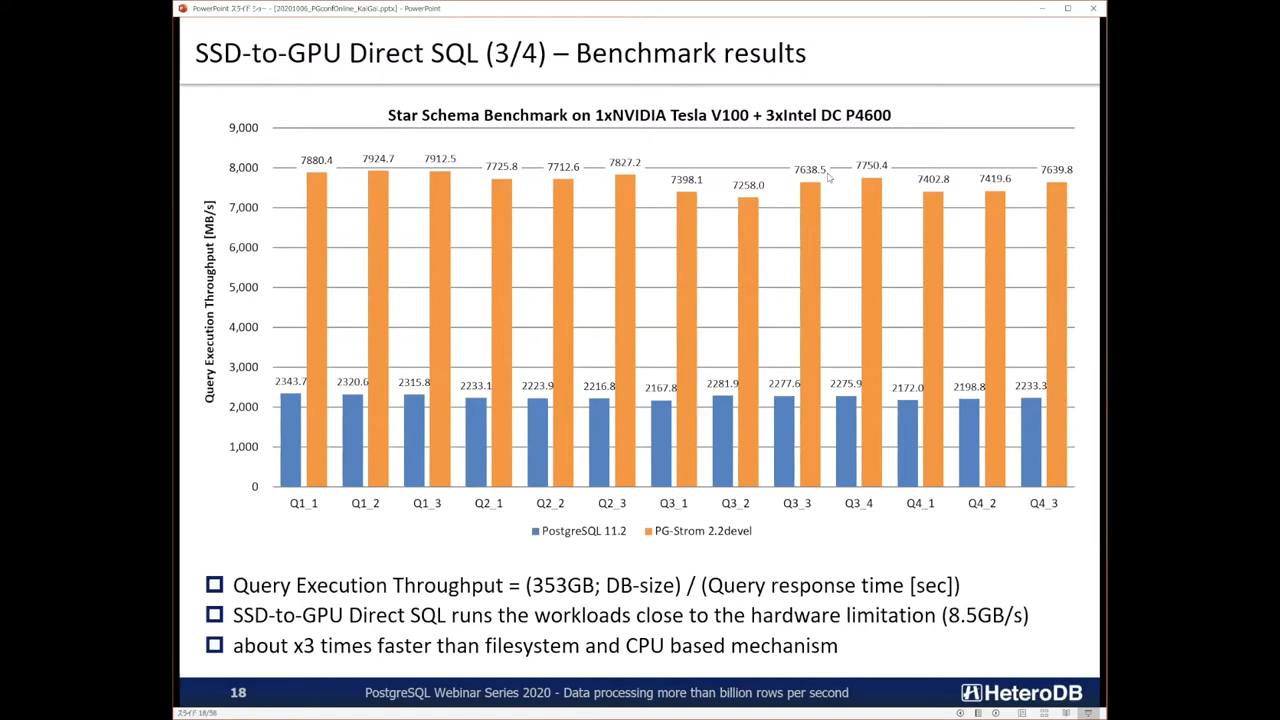 PowerPoint スライド ショー - [20201006_PGconfOnline_KaiGai.pptx] - PowerPoint
SSD-to-GPU Direct SQL (3/4) – Benchmark results
Star Schema Benchmark on 1xNVIDIA Tesla V100 + 3xIntel DC P4600
Query Execution Throughput [MB/s]
9,000
8,000
7,000
6,000
5,000
4,000
3,000
2,000
1,000
0
7880.4 7924.7 7912.5 7725.8 7712.6 7827.2 7398.1 7258.0 7638.5 7750.4 7402.8 7419.6 7639.8
2343.7 2320.6 2315.8 2233.1 2223.9 2216.8 2167.8 2281.9 2277.6 2275.9 2172.0 2198.8 2233.3
Q1_1 Q1_2 Q1_3 Q2_1 Q2_2 Q2_3 Q3_1 Q3_2 Q3_3 Q3_4 Q4_1 Q4_2 Q4_3
PostgreSQL 11.2 PG-Strom 2.2devel
Query Execution Throughput = (353GB; DB-size) / (Query response time [sec])
SSD-to-GPU Direct SQL runs the workloads close to the hardware limitation (8.5GB/s)
about x3 times faster than filesystem and CPU based mechanism
18 PostgreSQL Webinar Series 2020 - Data processing more than billion rows per second HeteroDB
スライド 18/58